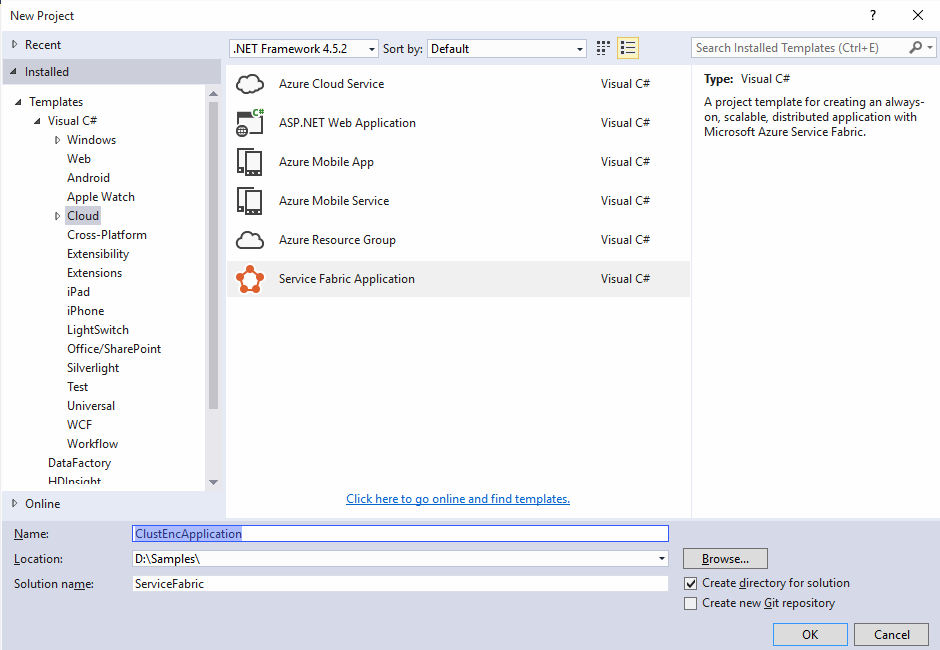 New Project
?
Recent
.NET Framework 4.5.2
Sort by:
Default
Search Installed Templates (Ctrl+E)
Installed
Templates
Visual C#
Windows
Web
Android
Apple Watch
Cloud
Cross-Platform
Extensibility
Extensions
iPad
iPhone
LightSwitch
Office/SharePoint
Silverlight
Test
Universal
WCF
Workflow
DataFactory
HDInsight
Online
Azure Cloud Service Visual C#
C#
ASP.NET Web Application Visual C#
Azure Mobile App Visual C#
Azure Mobile Service Visual C#
Azure Resource Group Visual C#
Service Fabric Application Visual C#
Click here to go online and find templates.
Type: Visual C#
A project template for creating an always-
on, scalable, distributed application with
Microsoft Azure Service Fabric.
Name: ClustEncApplication
Location: D:\Samples\
Browse...
Solution name: ServiceFabric
Create directory for solution
Create new Git repository
OK
Cancel